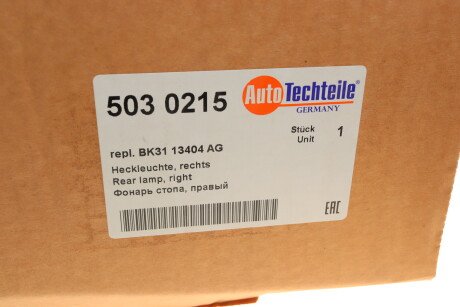 503 0215
AutoTechteile®
GERMANY
Stück 1
Unit
repl. BK31 13404 AG
Heckleuchte, rechts
Rear lamp, right
Фонарь стопа, правый
EAC